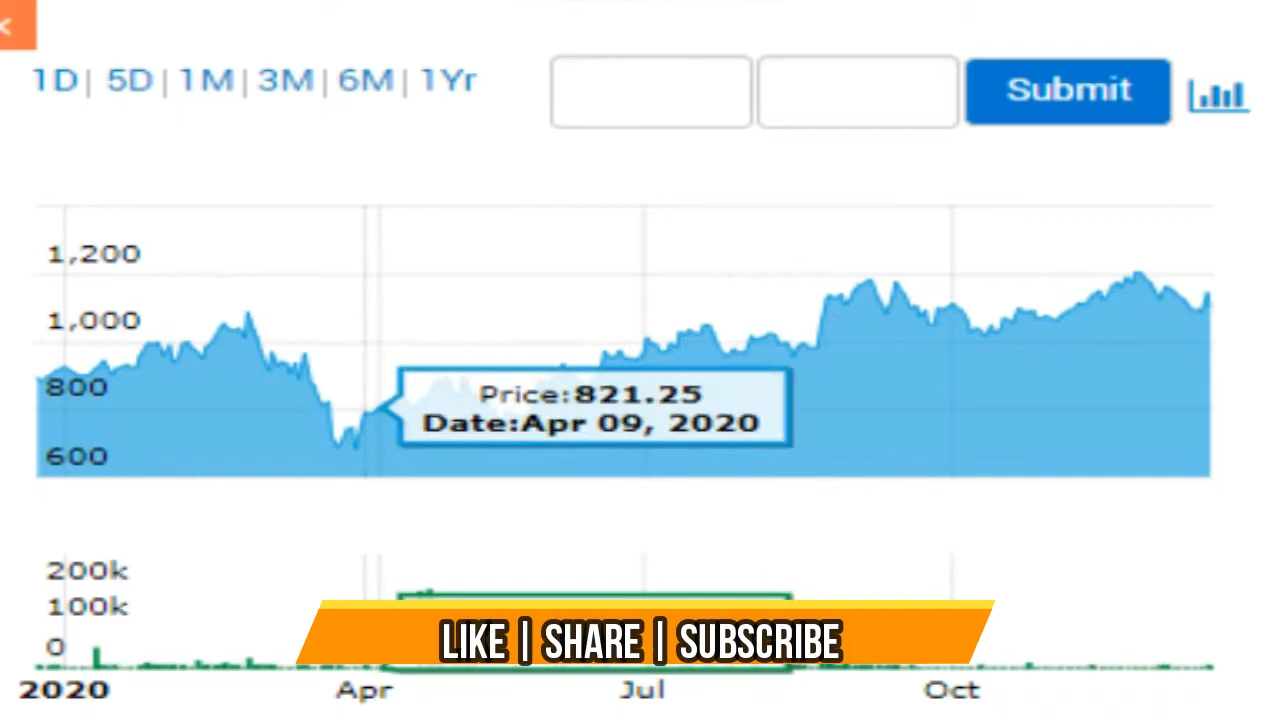 ×
1D | 5D | 1M | 3M | 6M | 1Yr
Submit
1,200
1,000
800
600
Price:821.25
Date:Apr 09, 2020
200k
100k
0
LIKE | SHARE | SUBSCRIBE
2020 Apr Jul Oct